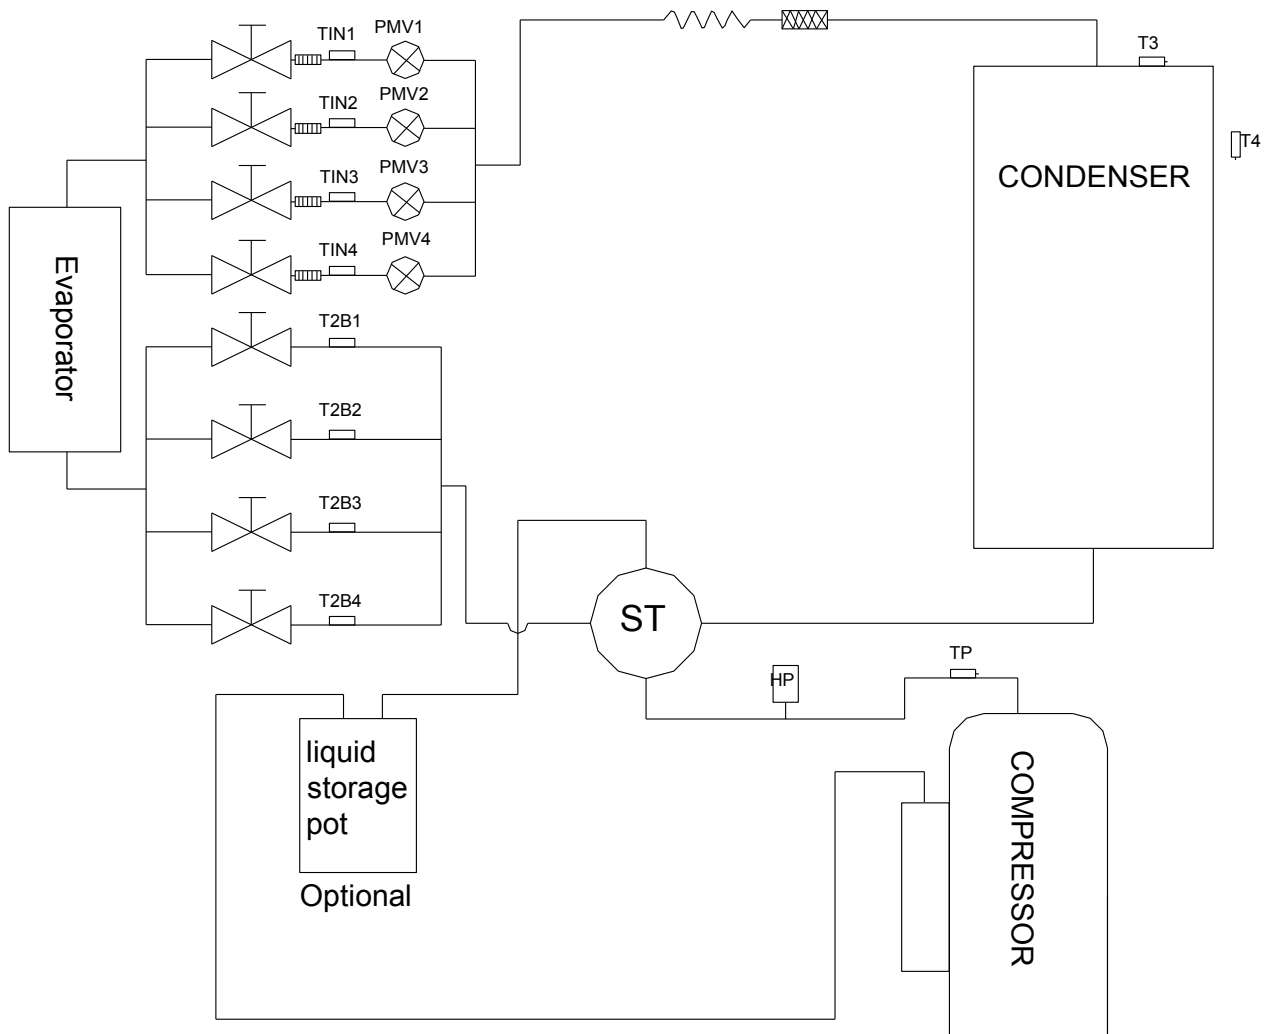 TIN1
PMV1
T3
TIN2
PMV2
T4
TIN3
PMV3
CONDENSER
TIN4
PMV4
Evaporator
T2B1
T2B2
T2B3
T2B4
ST
HP
TP
liquid
storage
pot
Optional
COMPRESSOR